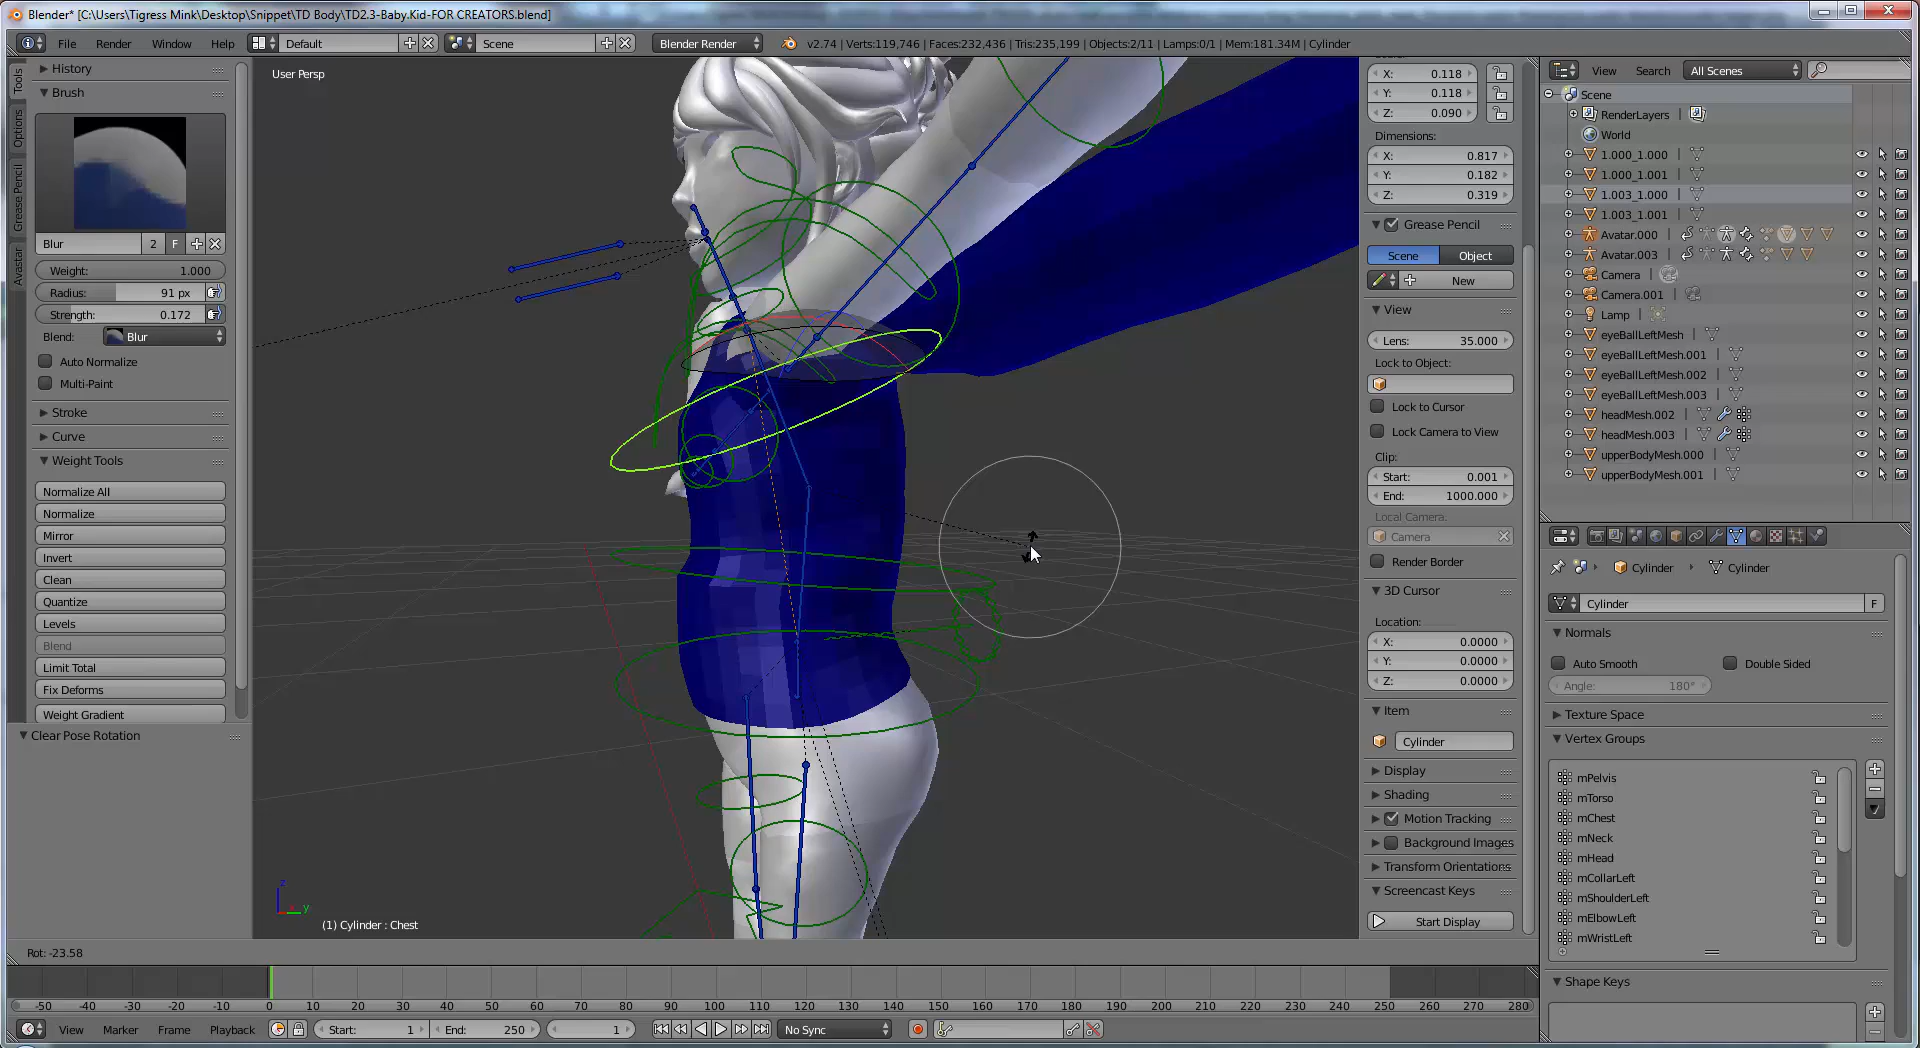 Blender* [C:\Users\Tigress Mink\Desktop\Snippet\TD Body\TD2.3-Baby.Kid-FOR CREATORS.blend]
File Render Window Help Default Scene Blender Render v2.74 | Verts:119,746 | Faces:232,436 | Tris:235,199 | Objects:2/11 | Lamps:0/1 | Mem:181.34M | Cylinder
Tools
Options
Grease Pencil
Avastar
History
Brush
Blur 2 F
Weight: 1.000
Radius: 91 px
Strength: 0.172
Blend: Blur
Auto Normalize
Multi-Paint
Stroke
Curve
Weight Tools
Normalize All
Normalize
Mirror
Invert
Clean
Quantize
Levels
Blend
Limit Total
Fix Deforms
Weight Gradient
Clear Pose Rotation
User Persp
z
y
(1) Cylinder : Chest
Rot: -23.58
X: 0.118
Y: 0.118
Z: 0.090
Dimensions:
X: 0.817
Y: 0.182
Z: 0.319
Grease Pencil
Scene Object
New
View
Lens: 35.000
Lock to Object:
Lock to Cursor
Lock Camera to View
Clip:
Start: 0.001
End: 1000.000
Local Camera:
Camera
Render Border
3D Cursor
Location:
X: 0.0000
Y: 0.0000
Z: 0.0000
Item
Cylinder
Display
Shading
Motion Tracking
Background Images
Transform Orientations
Screencast Keys
Start Display
View Search All Scenes
Scene
RenderLayers
World
1.000_1.000
1.000_1.001
1.003_1.000
1.003_1.001
Avatar.000
Avatar.003
Camera
Camera.001
Lamp
eyeBallLeftMesh
eyeBallLeftMesh.001
eyeBallLeftMesh.002
eyeBallLeftMesh.003
headMesh.002
headMesh.003
upperBodyMesh.000
upperBodyMesh.001
Cylinder Cylinder
Cylinder F
Normals
Auto Smooth Double Sided
Angle: 180°
Texture Space
Vertex Groups
mPelvis
mTorso
mChest
mNeck
mHead
mCollarLeft
mShoulderLeft
mElbowLeft
mWristLeft
Shape Keys
-50 -40 -30 -20 -10 0 10 20 30 40 50 60 70 80 90 100 110 120 130 140 150 160 170 180 190 200 210 220 230 240 250 260 270 280
View Marker Frame Playback Start: 1 End: 250 1 No Sync